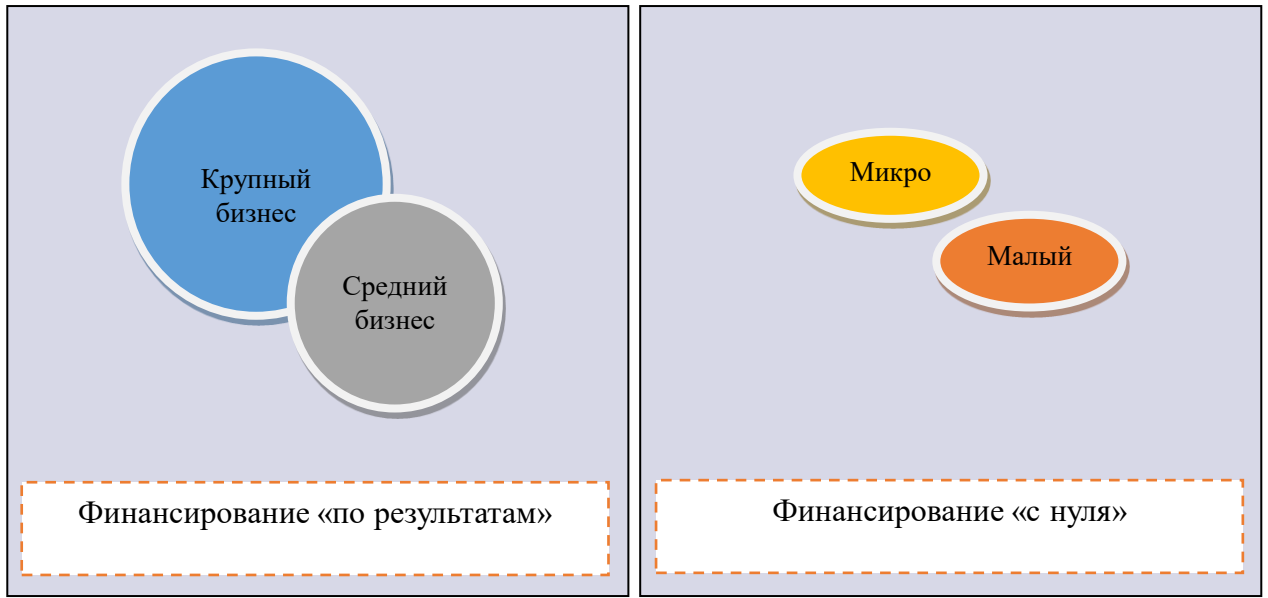 Крупный
бизнес
Средний
бизнес
Финансирование «по результатам»
Микро
Малый
Финансирование «с нуля»